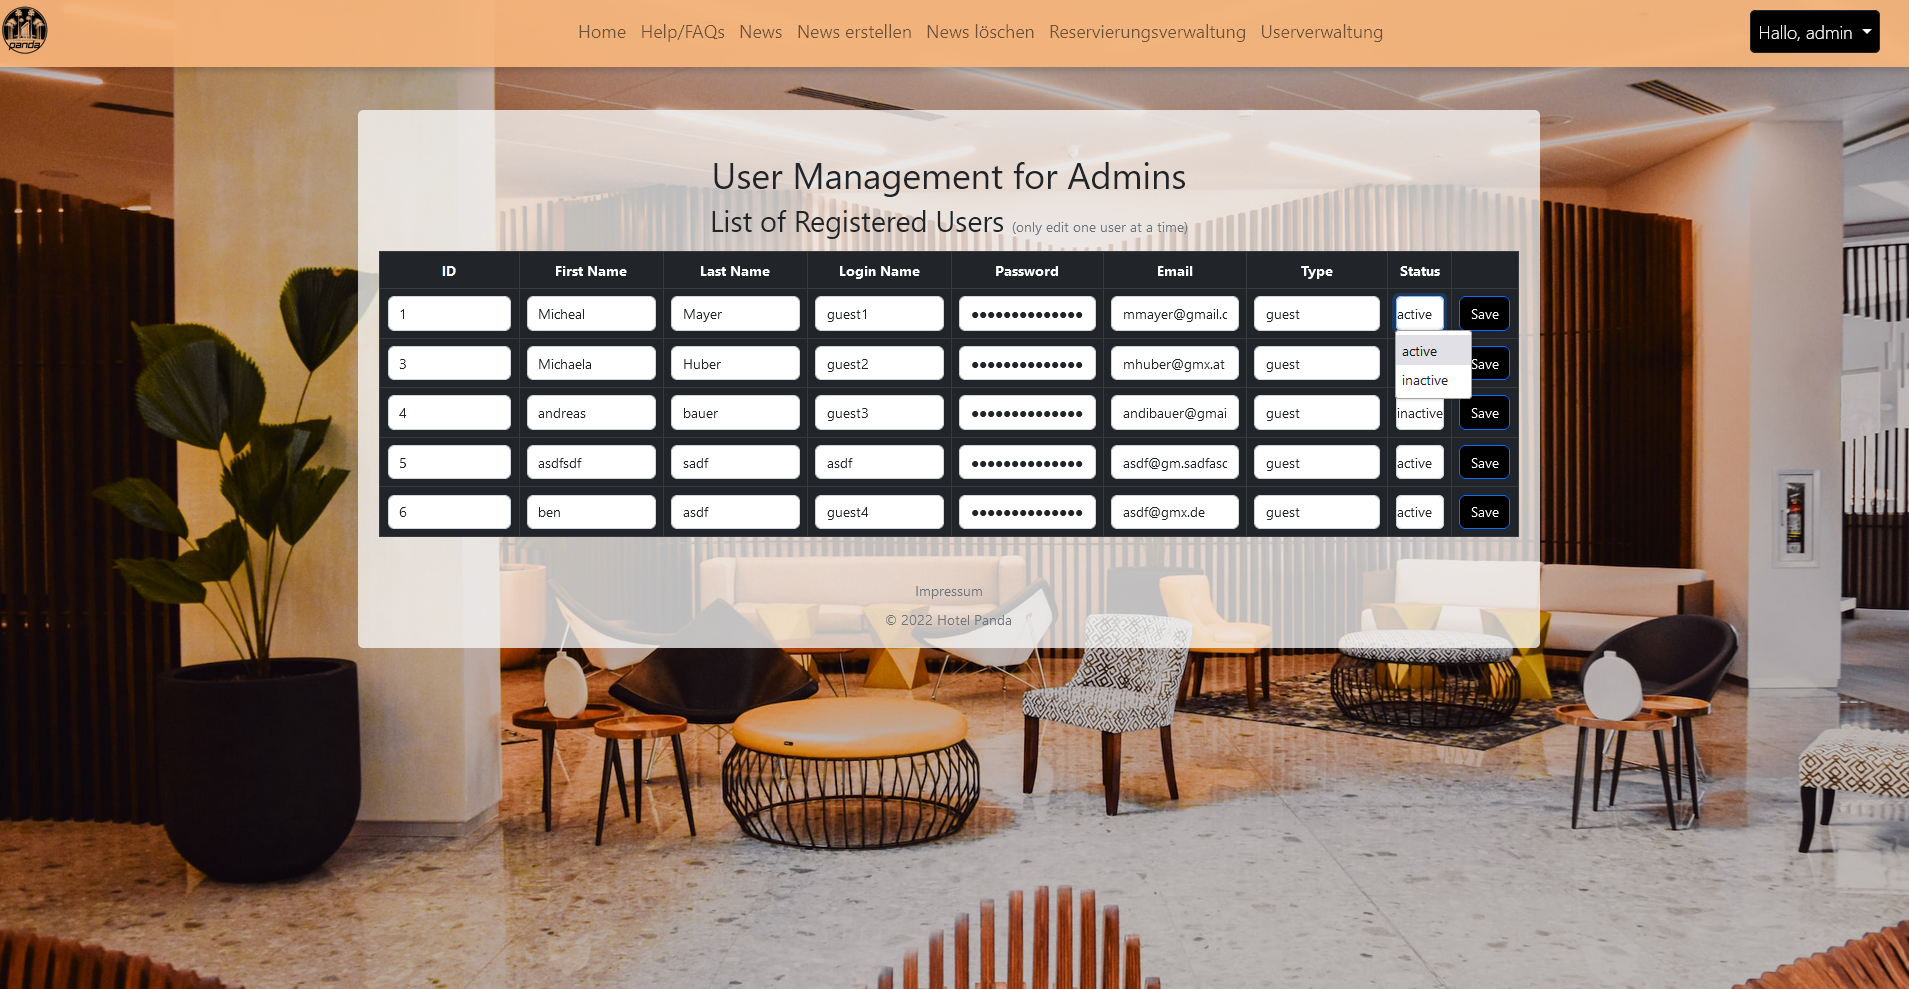 panda
Home Help/FAQs News News erstellen News löschen Reservierungsverwaltung Userverwaltung
Hallo, admin
User Management for Admins
List of Registered Users (only edit one user at a time)
ID First Name Last Name Login Name Password Email Type Status
1 Micheal Mayer guest1 •••••••••••••• mmayer@gmail.c guest active Save
active
3 Michaela Huber guest2 •••••••••••••• mhuber@gmx.at guest Save
inactive
4 andreas bauer guest3 •••••••••••••• andibauer@gmai guest inactive Save
5 asdfsdf sadf asdf •••••••••••••• asdf@gm.sadfasc guest active Save
6 ben asdf guest4 •••••••••••••• asdf@gmx.de guest active Save
Impressum
© 2022 Hotel Panda